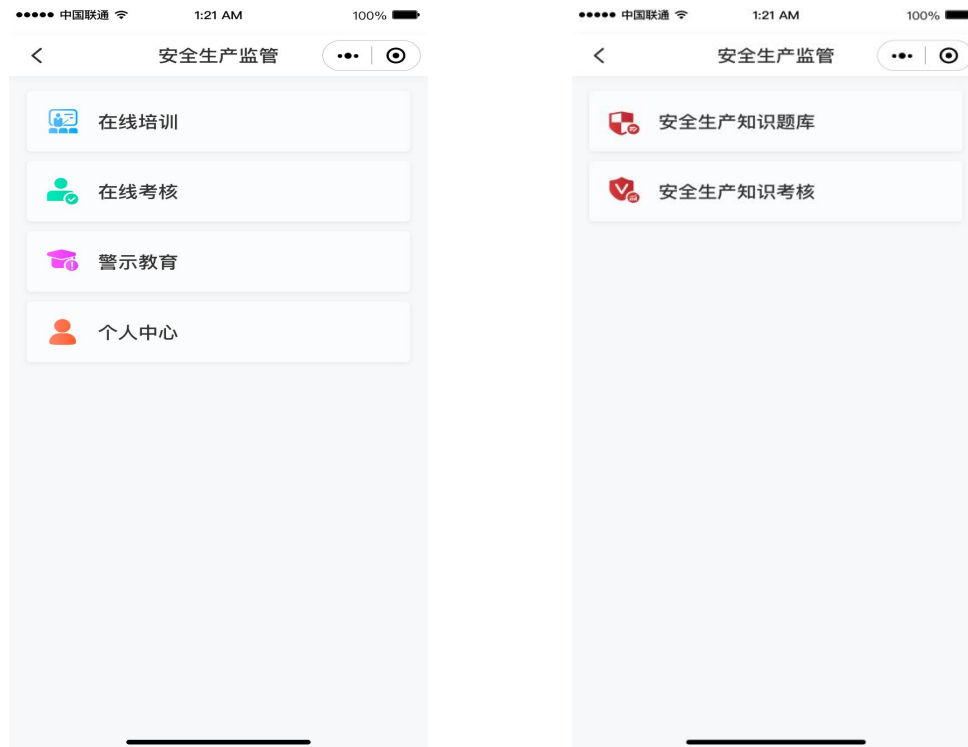 中国联通 1:21 AM 100%
安全生产监管
在线培训
在线考核
警示教育
个人中心
中国联通 1:21 AM 100%
安全生产监管
安全生产知识题库
安全生产知识考核